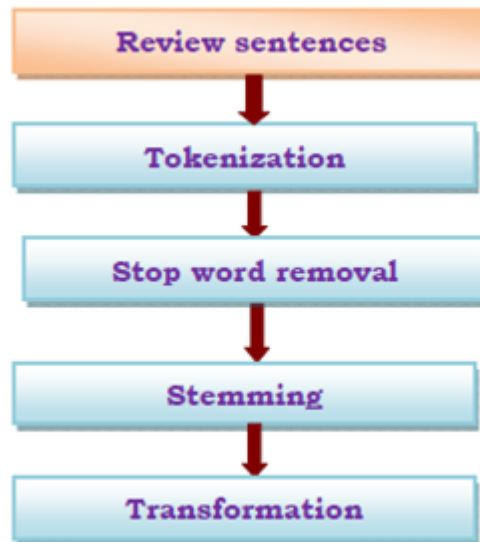 Review sentences
Tokenization
Stop word removal
Stemming
Transformation